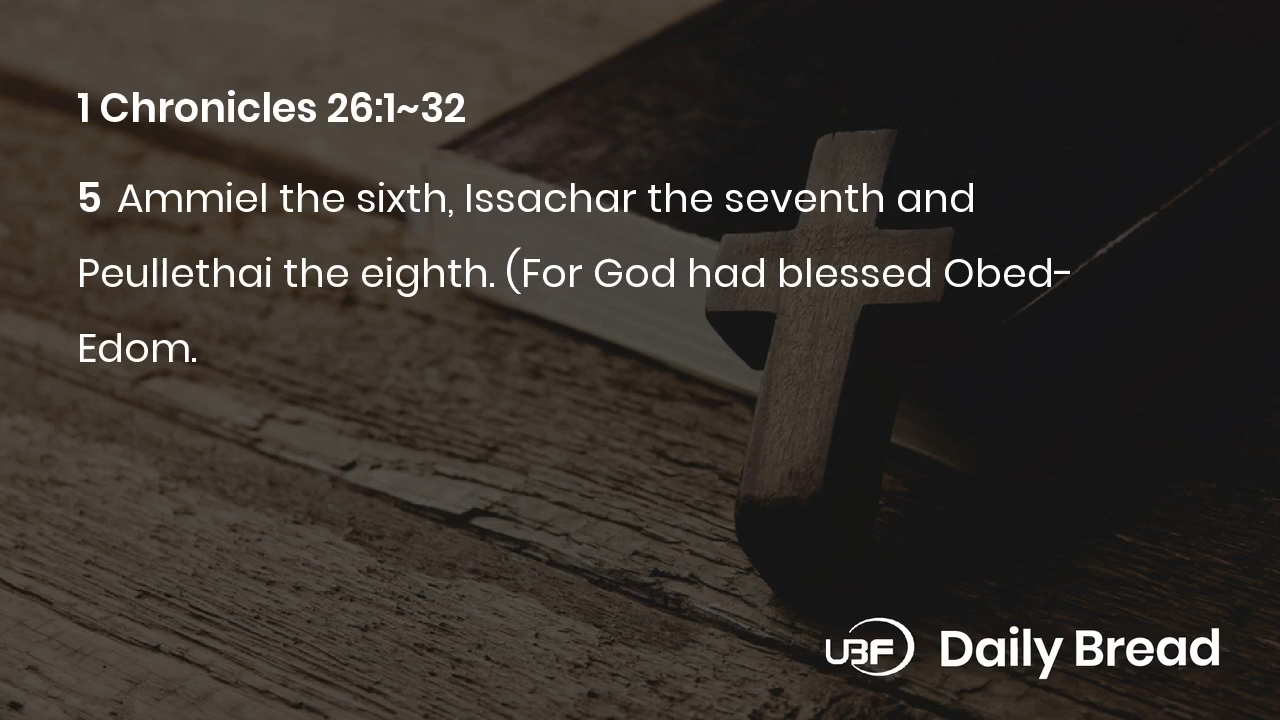 1 Chronicles 26:1~32
5 Ammiel the sixth, Issachar the seventh and
Peullethai the eighth. (For God had blessed Obed-
Edom.
UBF Daily Bread